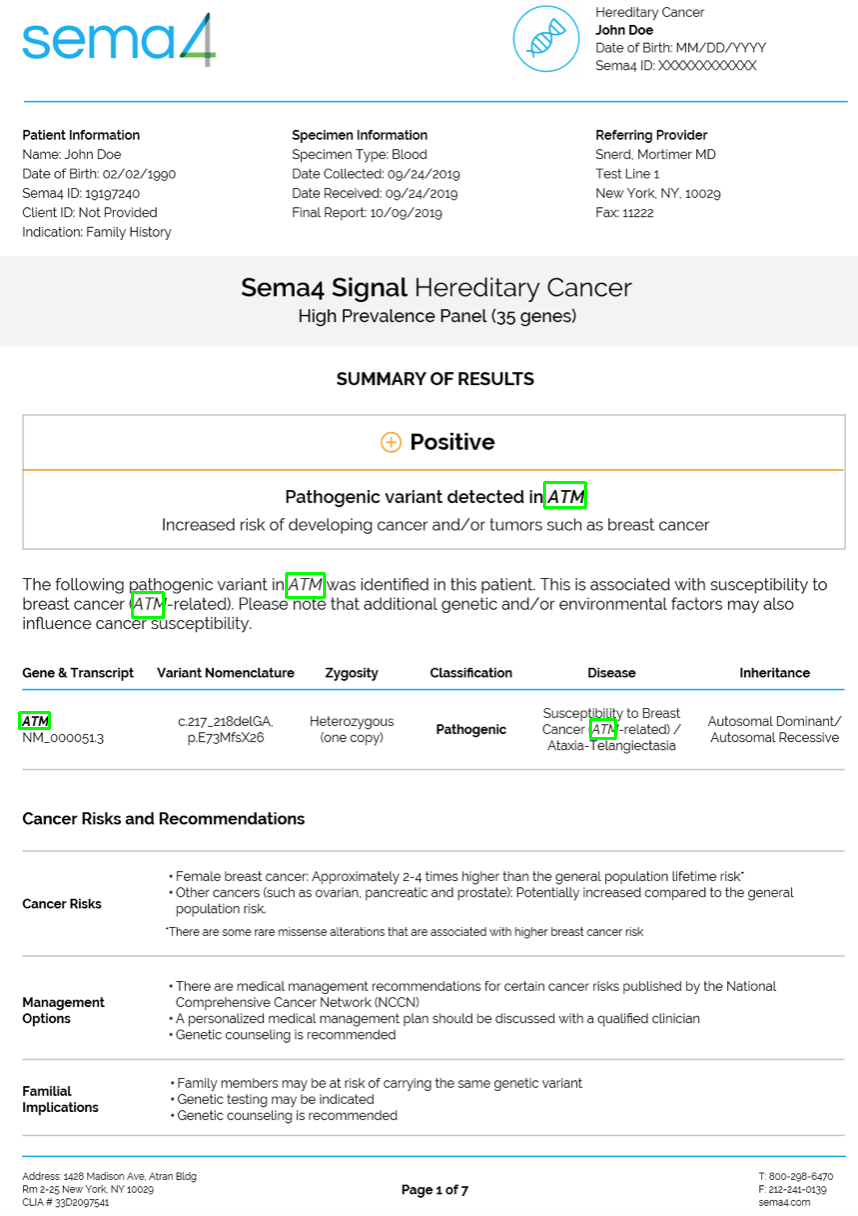 sema4
Hereditary Cancer
John Doe
Date of Birth: MM/DD/YYYY
Sema4 ID: XXXXXXXXXXXX
Patient Information
Name: John Doe
Date of Birth: 02/02/1990
Sema4 ID: 19197240
Client ID: Not Provided
Indication: Family History
Specimen Information
Specimen Type: Blood
Date Collected: 09/24/2019
Date Received: 09/24/2019
Final Report: 10/09/2019
Referring Provider
Snerd, Mortimer MD
Test Line 1
New York, NY, 10029
Fax: 11222
Sema4 Signal Hereditary Cancer
High Prevalence Panel (35 genes)
SUMMARY OF RESULTS
Positive
Pathogenic variant detected in ATM
Increased risk of developing cancer and/or tumors such as breast cancer
The following pathogenic variant in ATM was identified in this patient. This is associated with susceptibility to
breast cancer (ATM-related). Please note that additional genetic and/or environmental factors may also
influence cancer susceptibility.
Gene & Transcript Variant Nomenclature Zygosity Classification Disease Inheritance
ATM
NM_000051.3
c.217_218delGA,
p.E73MfsX26
Heterozygous
(one copy)
Pathogenic
Susceptibility to Breast
Cancer (ATM-related) /
Ataxia-Telangiectasia
Autosomal Dominant/
Autosomal Recessive
Cancer Risks and Recommendations
Cancer Risks
• Female breast cancer: Approximately 2-4 times higher than the general population lifetime risk*
• Other cancers (such as ovarian, pancreatic and prostate): Potentially increased compared to the general
population risk.
*There are some rare missense alterations that are associated with higher breast cancer risk
Management
Options
• There are medical management recommendations for certain cancer risks published by the National
Comprehensive Cancer Network (NCCN)
• A personalized medical management plan should be discussed with a qualified clinician
• Genetic counseling is recommended
Familial
Implications
• Family members may be at risk of carrying the same genetic variant
• Genetic testing may be indicated
• Genetic counseling is recommended
Address: 1428 Madison Ave, Atran Bldg
Rm 2-25 New York, NY 10029
CLIA # 33D2097541
Page 1 of 7
T: 800-298-6470
F: 212-241-0139
sema4.com